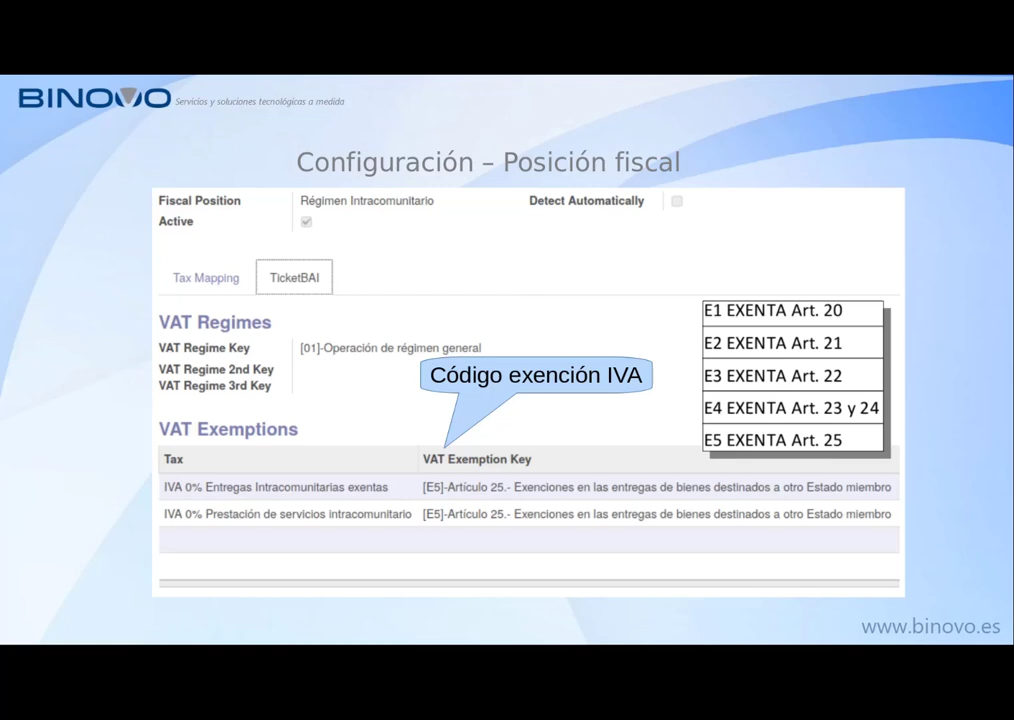 BINOVO Servicios y soluciones tecnológicas a medida
Configuración – Posición fiscal
Fiscal Position Régimen Intracomunitario Detect Automatically
Active
Tax Mapping TicketBAI
VAT Regimes
VAT Regime Key [01]-Operación de régimen general
VAT Regime 2nd Key
VAT Regime 3rd Key
E1 EXENTA Art. 20
E2 EXENTA Art. 21
E3 EXENTA Art. 22
E4 EXENTA Art. 23 y 24
E5 EXENTA Art. 25
Código exención IVA
VAT Exemptions
Tax VAT Exemption Key
IVA 0% Entregas Intracomunitarias exentas [E5]-Artículo 25.- Exenciones en las entregas de bienes destinados a otro Estado miembro
IVA 0% Prestación de servicios intracomunitario [E5]-Artículo 25.- Exenciones en las entregas de bienes destinados a otro Estado miembro
www.binovo.es